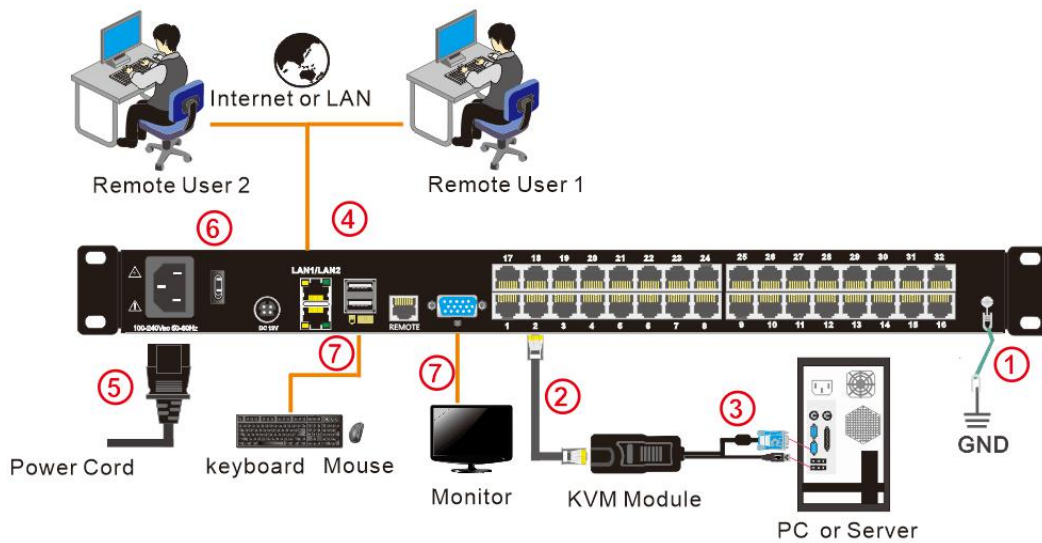 Internet or LAN
Remote User 2
Remote User 1
⑥
④
LAN1/LAN2
17 18 19 20 21 22 23 24
25 26 27 28 29 30 31 32
100-240Vac 50-60Hz
DC 12V
REMOTE
1 2 3 4 5 6 7 8
9 10 11 12 13 14 15 16
⑤
⑦
⑦
②
③
①
GND
Power Cord
keyboard
Mouse
Monitor
KVM Module
PC or Server